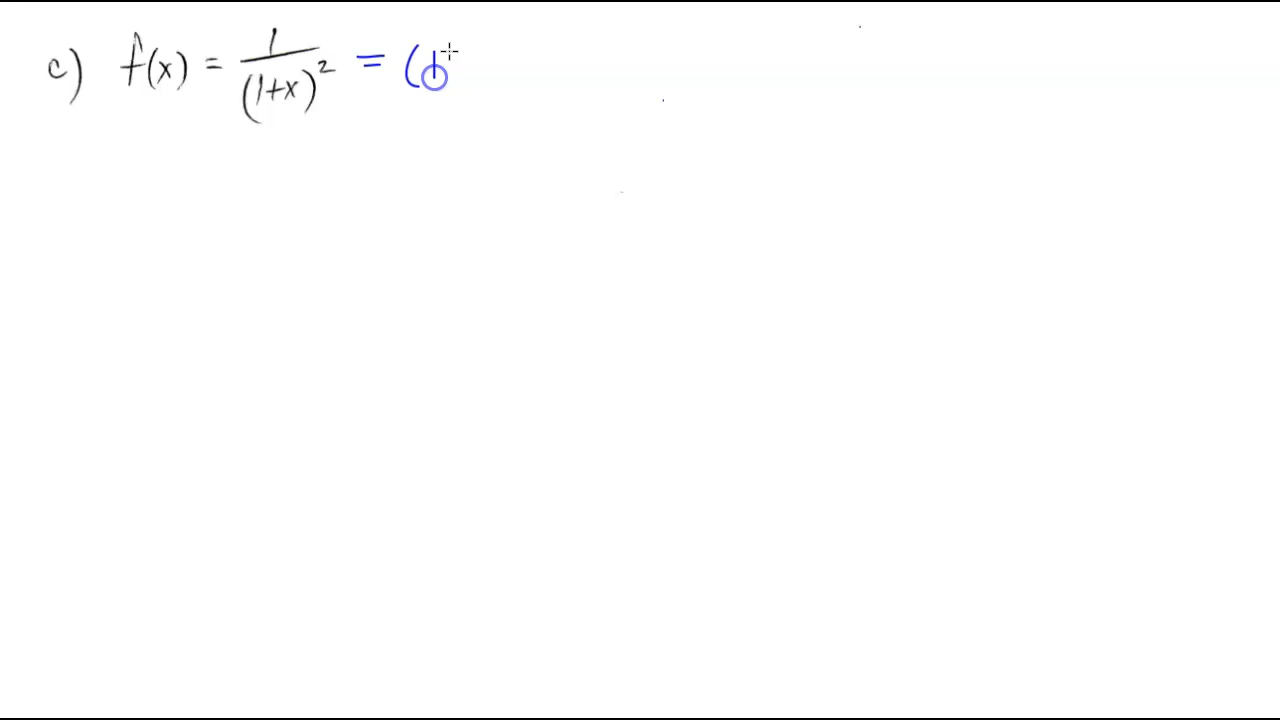 c) f(x) = 1/(1+x)² = (1